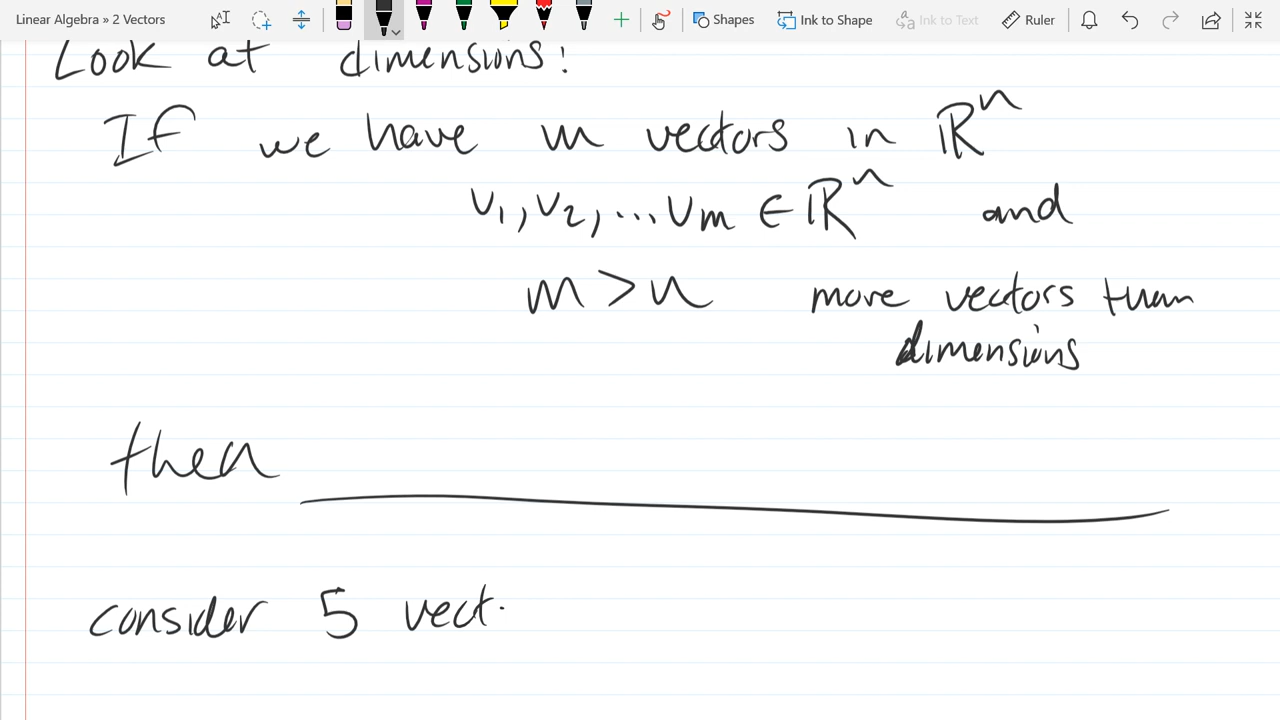 Linear Algebra » 2 Vectors
Shapes Ink to Shape Ink to Text Ruler
Look at dimensions!
If we have m vectors in ℝⁿ
v₁, v₂, ... vₘ ∈ ℝⁿ and
m > n more vectors than
dimensions
then
consider 5 vect.